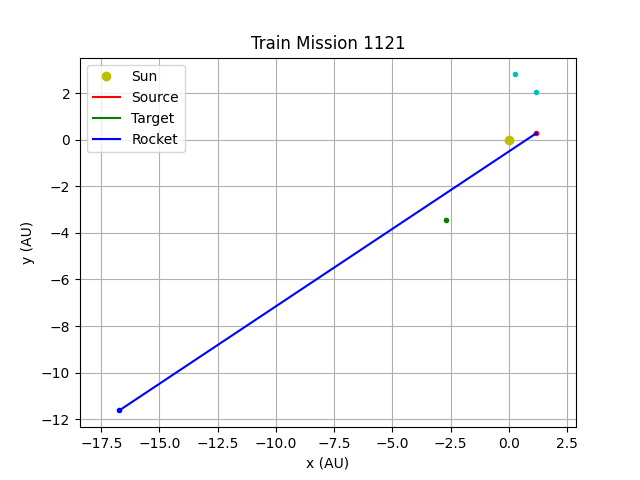 Train Mission 1121
Sun
Source
Target
Rocket
y (AU)
2
0
−2
−4
−6
−8
−10
−12
−17.5 −15.0 −12.5 −10.0 −7.5 −5.0 −2.5 0.0 2.5
x (AU)